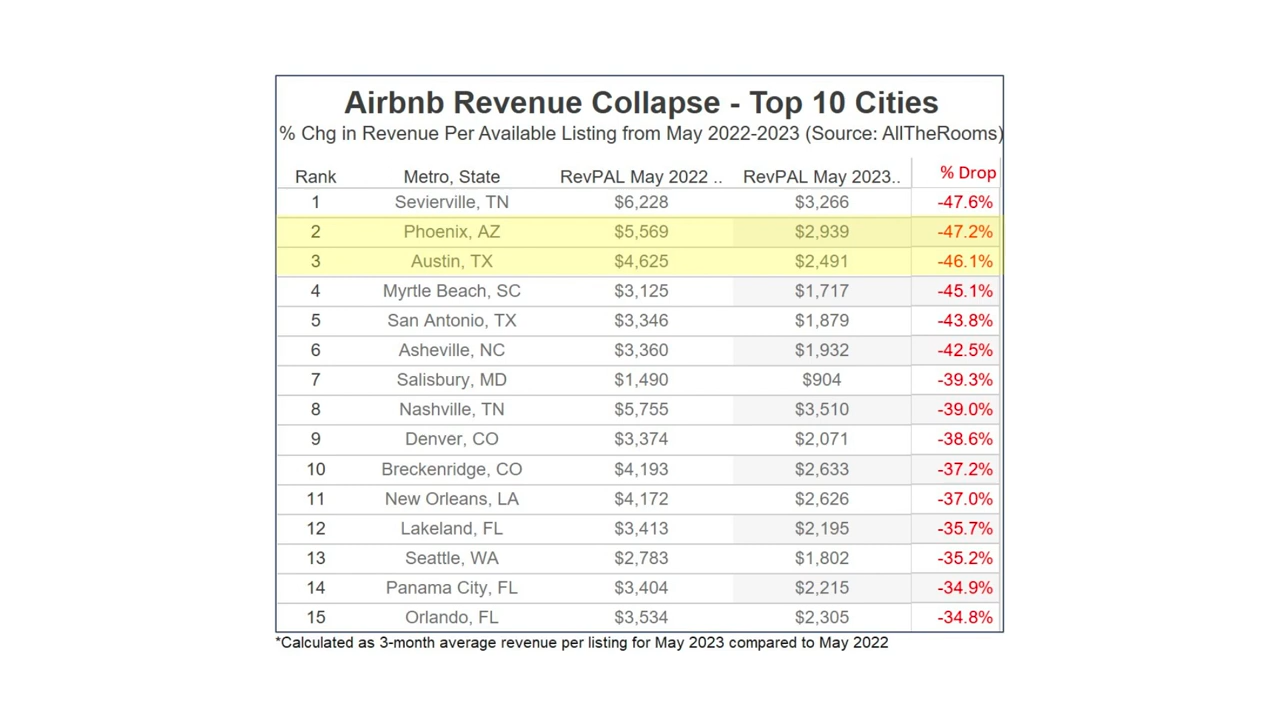 Airbnb Revenue Collapse - Top 10 Cities
% Chg in Revenue Per Available Listing from May 2022-2023 (Source: AllTheRooms)
Rank Metro, State RevPAL May 2022 .. RevPAL May 2023.. % Drop
1 Sevierville, TN $6,228 $3,266 -47.6%
2 Phoenix, AZ $5,569 $2,939 -47.2%
3 Austin, TX $4,625 $2,491 -46.1%
4 Myrtle Beach, SC $3,125 $1,717 -45.1%
5 San Antonio, TX $3,346 $1,879 -43.8%
6 Asheville, NC $3,360 $1,932 -42.5%
7 Salisbury, MD $1,490 $904 -39.3%
8 Nashville, TN $5,755 $3,510 -39.0%
9 Denver, CO $3,374 $2,071 -38.6%
10 Breckenridge, CO $4,193 $2,633 -37.2%
11 New Orleans, LA $4,172 $2,626 -37.0%
12 Lakeland, FL $3,413 $2,195 -35.7%
13 Seattle, WA $2,783 $1,802 -35.2%
14 Panama City, FL $3,404 $2,215 -34.9%
15 Orlando, FL $3,534 $2,305 -34.8%
*Calculated as 3-month average revenue per listing for May 2023 compared to May 2022